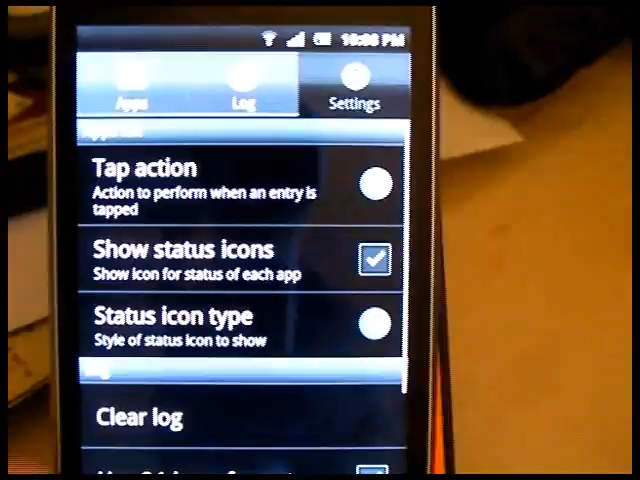 10:08 PM
Apps
Log
Settings
Tap action
Action to perform when an entry is
tapped
Show status icons
Show icon for status of each app
Status icon type
Style of status icon to show
Clear log